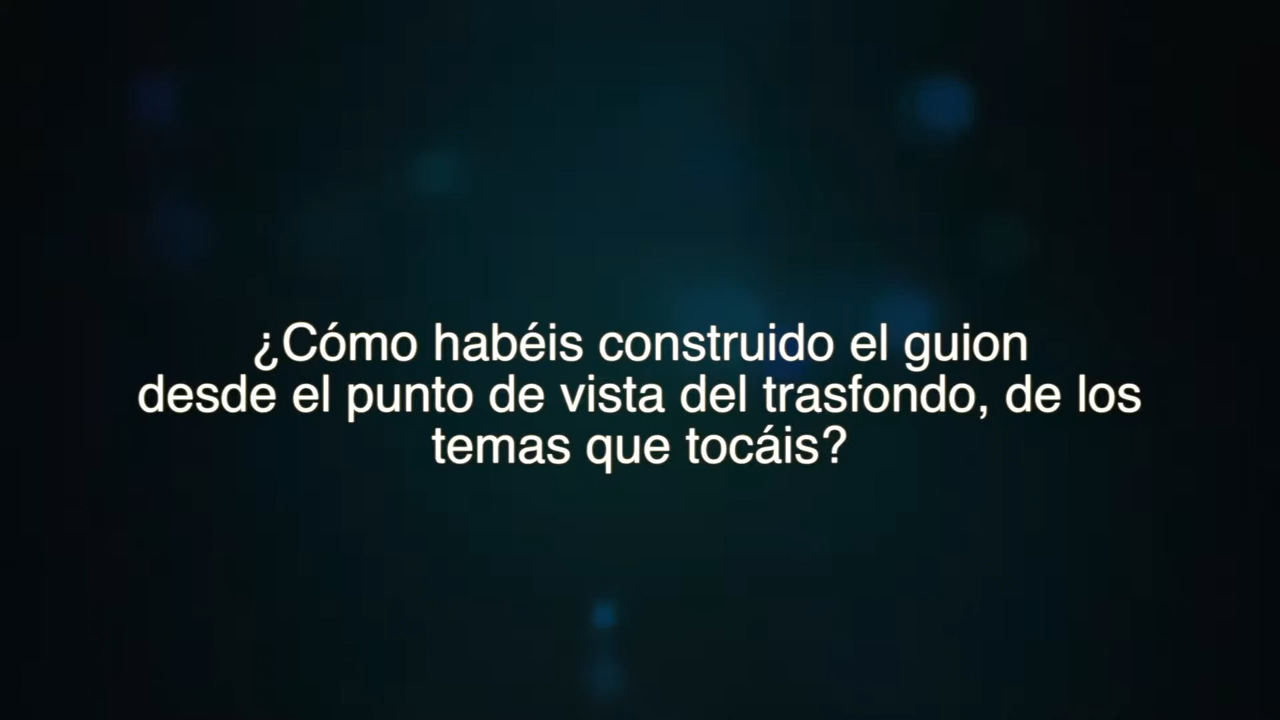 ¿Cómo habéis construido el guion
desde el punto de vista del trasfondo, de los
temas que tocáis?